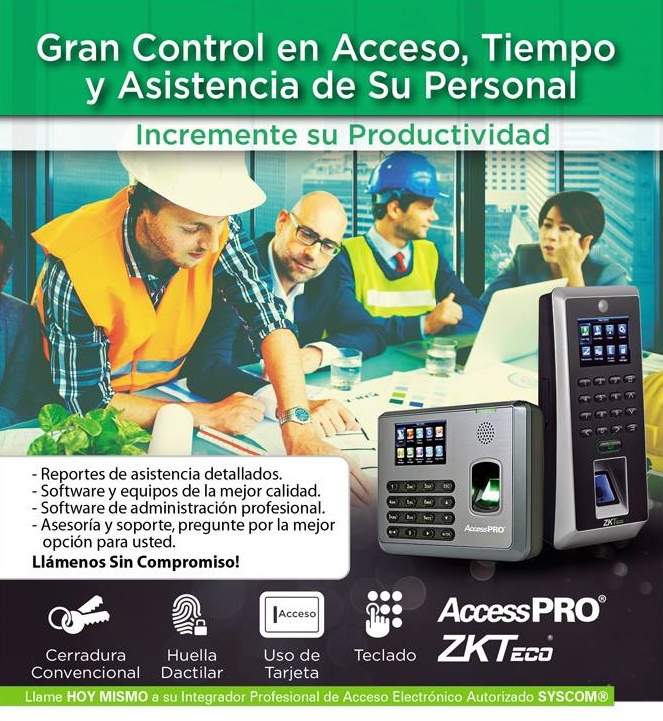 Gran Control en Acceso, Tiempo
y Asistencia de Su Personal
Incremente su Productividad
- Reportes de asistencia detallados.
- Software y equipos de la mejor calidad.
- Software de administración profesional.
- Asesoría y soporte, pregunte por la mejor
opción para usted.
Llámenos Sin Compromiso!
AccessPRO
ZKTeco
Cerradura
Convencional
Huella
Dactilar
Acceso
Uso de
Tarjeta
Teclado
AccessPRO®
ZKTECO®
Llame HOY MISMO a su Integrador Profesional de Acceso Electrónico Autorizado SYSCOM®